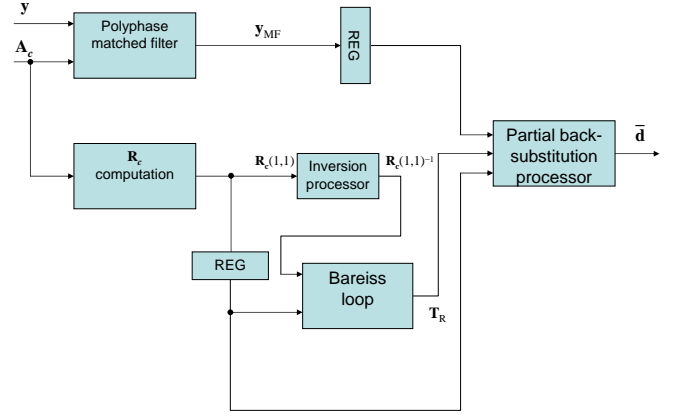 y
A_c
Polyphase
matched filter
y_MF
REG
R_c
computation
R_c(1,1)
Inversion
processor
R_c(1,1)^-1
REG
Bareiss
loop
T_R
Partial back-
substitution
processor
d̅